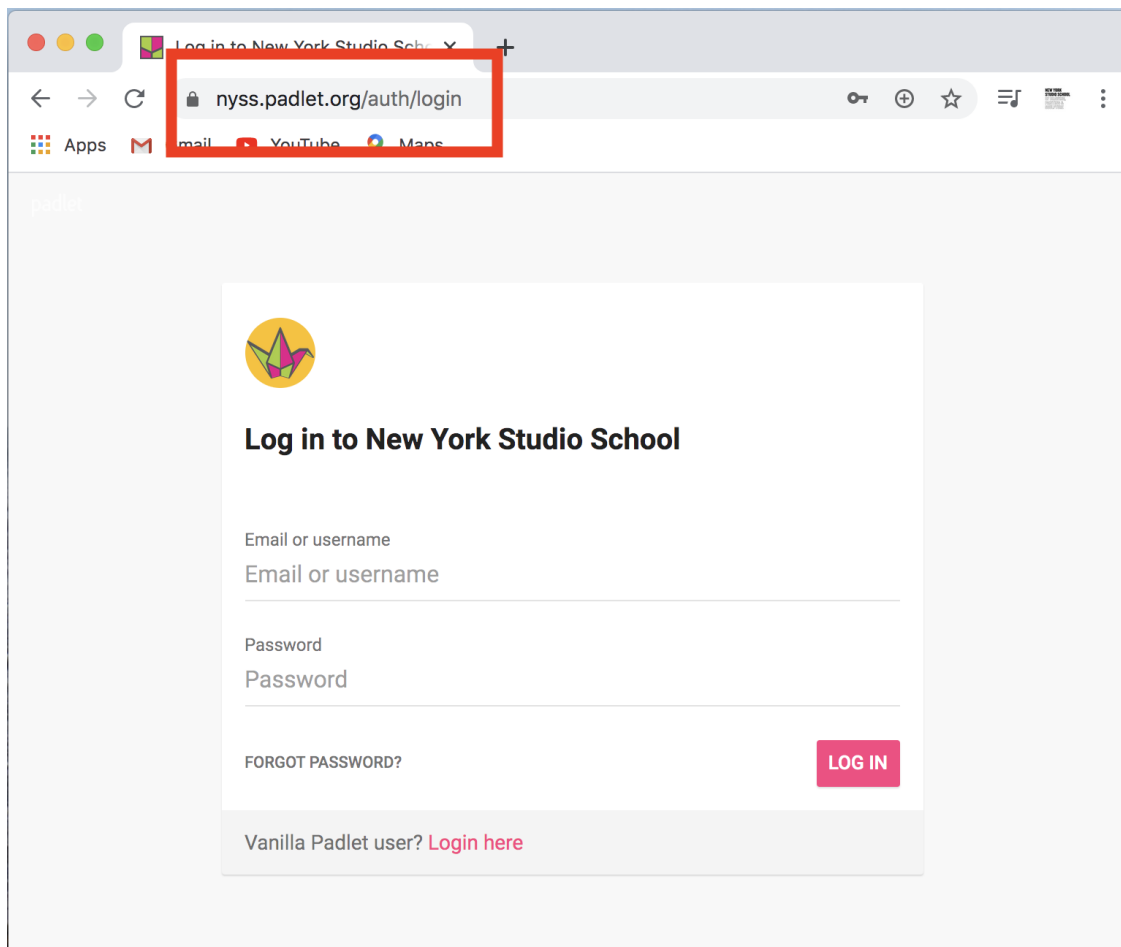 Log in to New York Studio Scho
nyss.padlet.org/auth/login
Apps
YouTube
Maps
padlet
Log in to New York Studio School
Email or username
Email or username
Password
Password
FORGOT PASSWORD?
LOG IN
Vanilla Padlet user? Login here